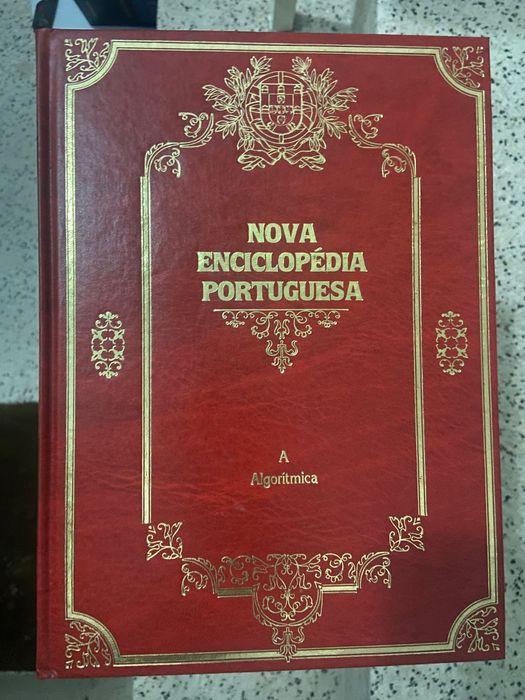 NOVA
ENCICLOPÉDIA
PORTUGUESA
A
Algorítmica